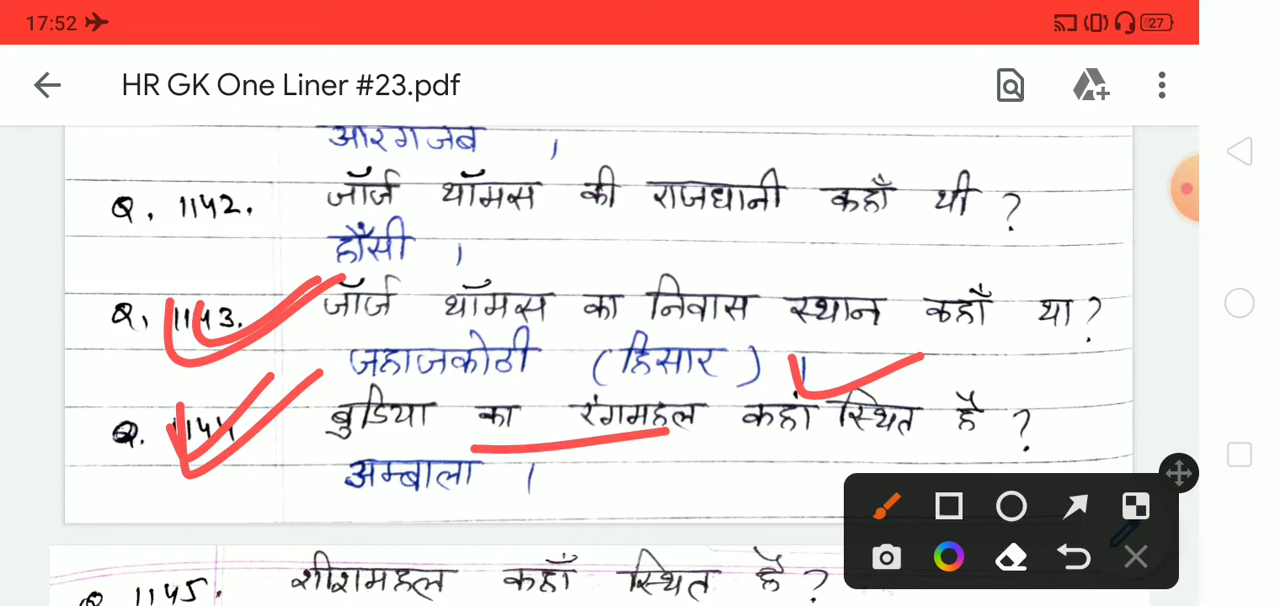 17:52
27
HR GK One Liner #23.pdf
औरंगजेब ।
Q. 1142. जॉर्ज थॉमस की राजधानी कहाँ थी ?
हाँसी ।
Q. 1143. जॉर्ज थॉमस का निवास स्थान कहाँ था ?
जहाजकोठी (हिसार) ।
Q. 1144 बुडिया का रंगमहल कहां स्थित है ?
अम्बाला ।
Q. 1145. शीशमहल कहाँ स्थित है ?